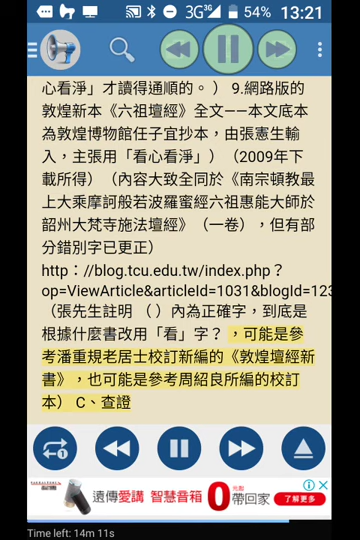 3G 54% 13:21
心看淨」才讀得通順的。 ） 9.網路版的
敦煌新本《六祖壇經》全文——本文底本
為敦煌博物館任子宜抄本，由張憲生輸
入，主張用「看心看淨」）（2009年下
載所得）（內容大致全同於《南宗頓教最
上大乘摩訶般若波羅蜜經六祖惠能大師於
韶州大梵寺施法壇經》（一卷），但有部
分錯別字已更正）
http：//blog.tcu.edu.tw/index.php？
op=ViewArticle&articleId=1031&blogId=123
（張先生註明 （ ）內為正確字，到底是
根據什麼書改用「看」字？ ，可能是參
考潘重規老居士校訂新編的《敦煌壇經新
書》，也可能是參考周紹良所編的校訂
本） C、查證
1
遠傳愛講 智慧音箱 0元起 帶回家
了解更多
Time left: 14m 11s